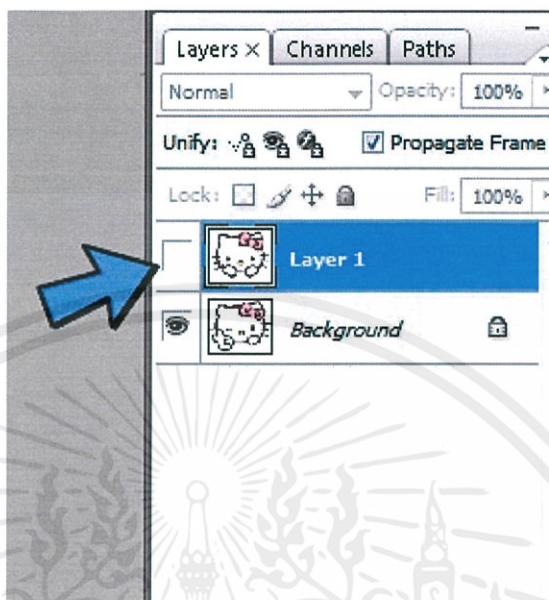 Layers × Channels Paths
Normal Opacity: 100%
Unify: Propagate Frame
Lock: Fill: 100%
Layer 1
Background